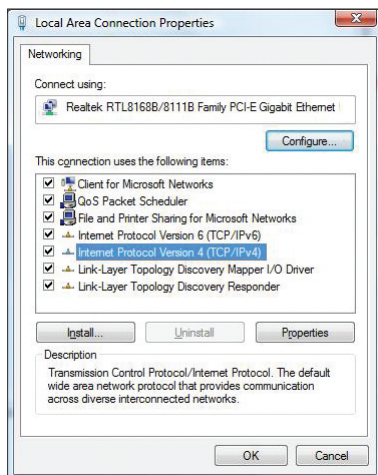 Local Area Connection Properties
Networking
Connect using:
Realtek RTL8168B/8111B Family PCI-E Gigabit Ethernet
Configure...
This connection uses the following items:
Client for Microsoft Networks
QoS Packet Scheduler
File and Printer Sharing for Microsoft Networks
Internet Protocol Version 6 (TCP/IPv6)
Internet Protocol Version 4 (TCP/IPv4)
Link-Layer Topology Discovery Mapper I/O Driver
Link-Layer Topology Discovery Responder
Install... Uninstall Properties
Description
Transmission Control Protocol/Internet Protocol. The default
wide area network protocol that provides communication
across diverse interconnected networks.
OK Cancel